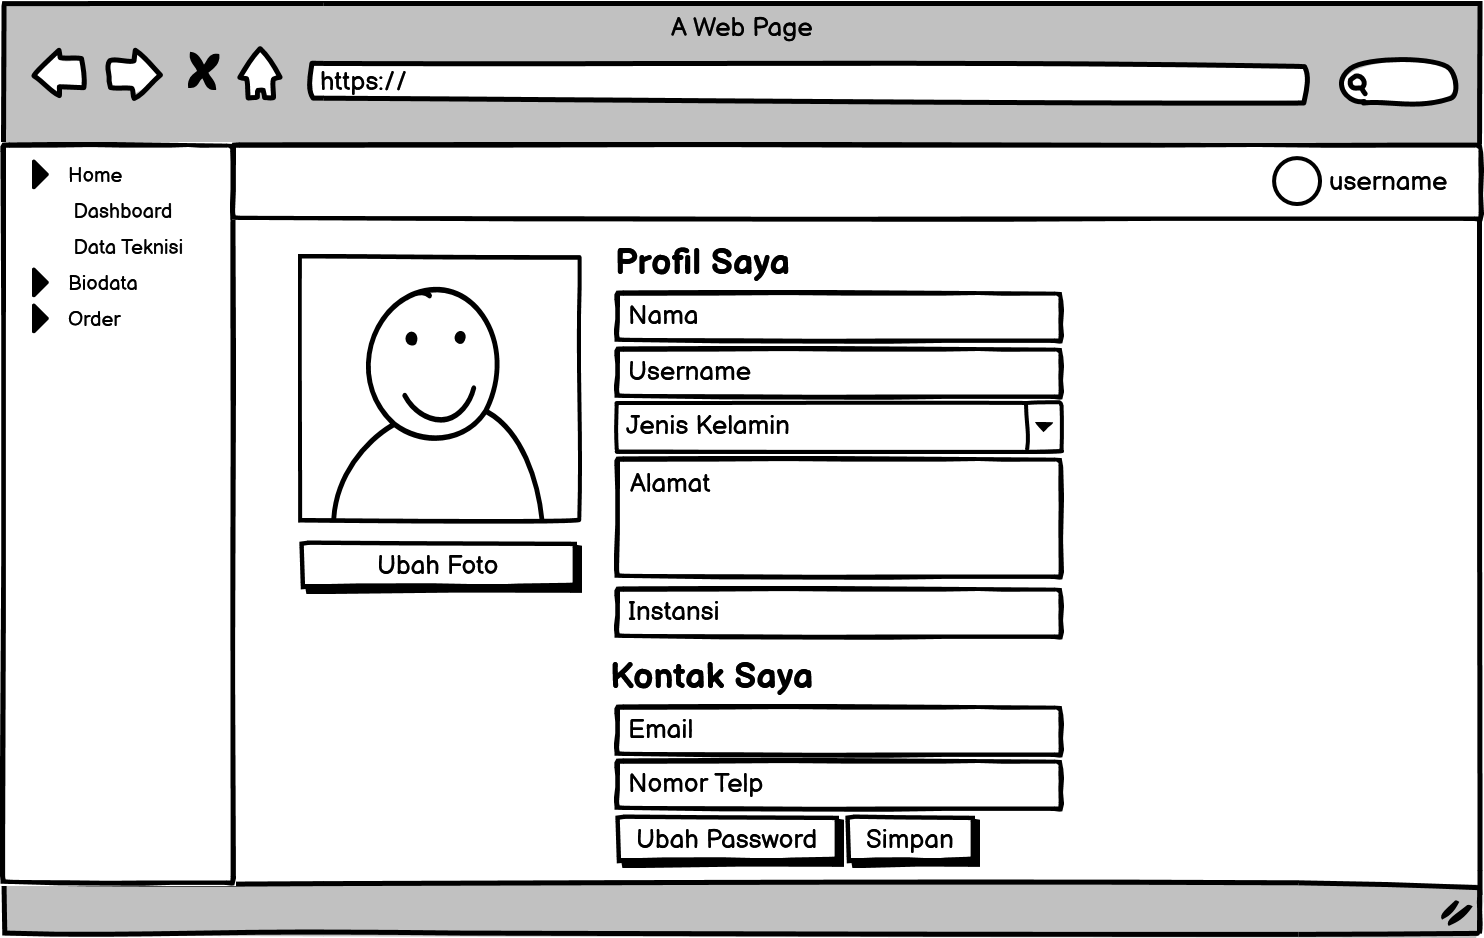 A Web Page
https://
username
Home
Dashboard
Data Teknisi
Biodata
Order
Profil Saya
Nama
Username
Jenis Kelamin
Alamat
Instansi
Ubah Foto
Kontak Saya
Email
Nomor Telp
Ubah Password
Simpan